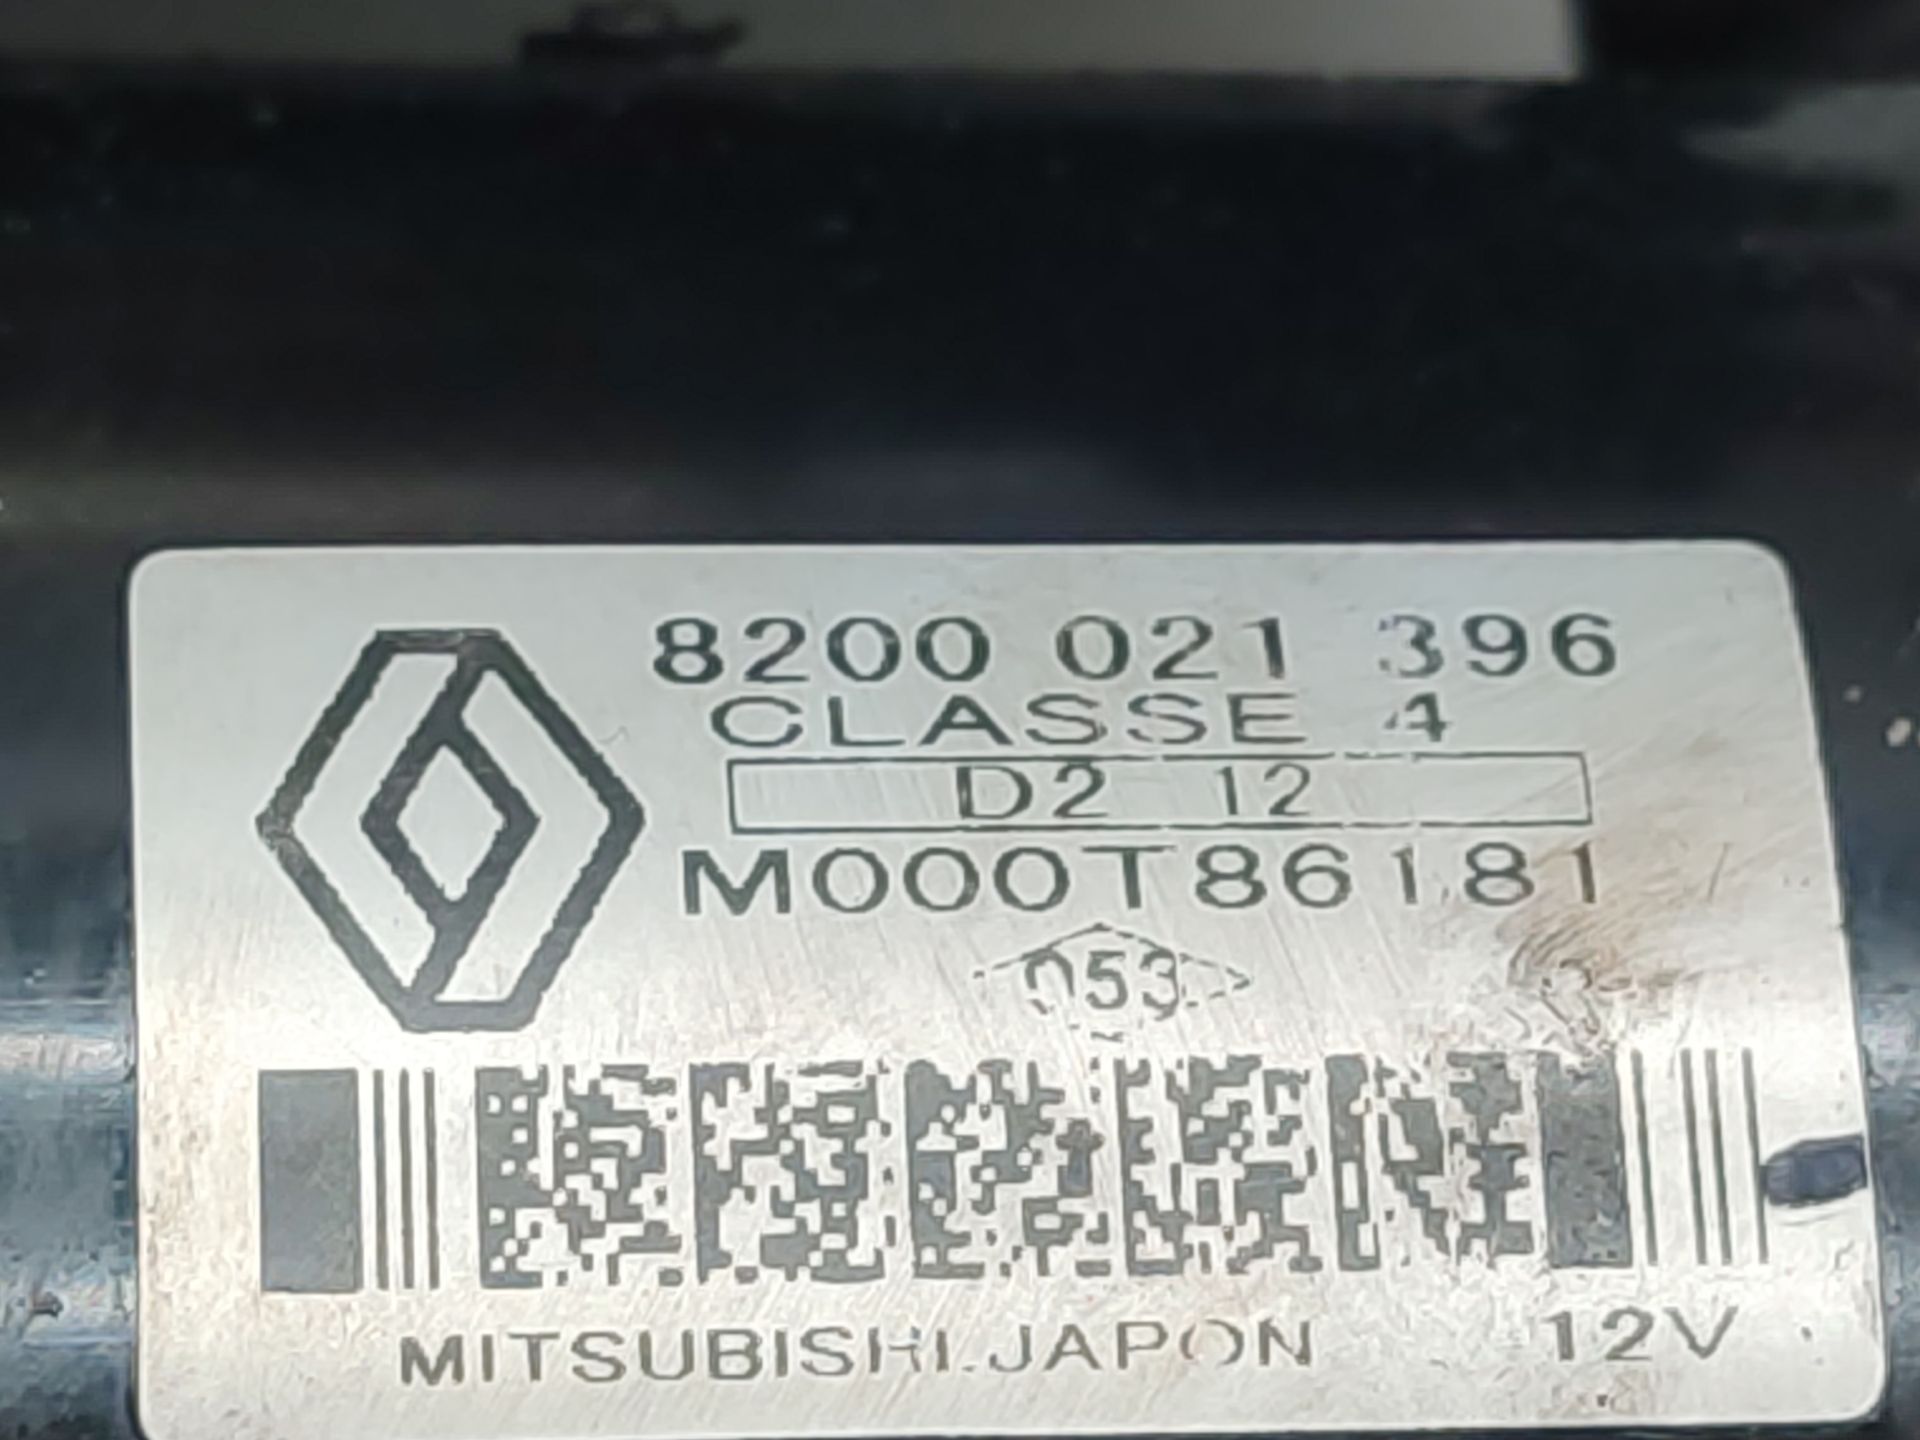 8200 021 396
CLASSE 4
D2 12
M000T86181
053
MITSUBISHI.JAPON 12V